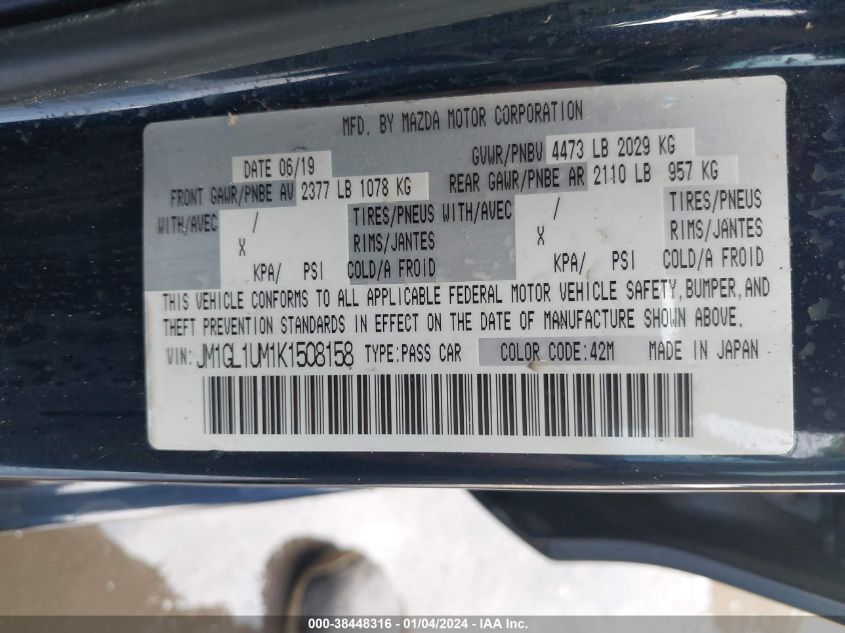 MFD. BY MAZDA MOTOR CORPORATION
DATE 06/19 GVWR/PNBV 4473 LB 2029 KG
FRONT GAWR/PNBE AV 2377 LB 1078 KG REAR GAWR/PNBE AR 2110 LB 957 KG
WITH/AVEC / TIRES/PNEUS WITH/AVEC / TIRES/PNEUS
X RIMS/JANTES X RIMS/JANTES
KPA/ PSI COLD/A FROID KPA/ PSI COLD/A FROID
THIS VEHICLE CONFORMS TO ALL APPLICABLE FEDERAL MOTOR VEHICLE SAFETY, BUMPER, AND
THEFT PREVENTION STANDARDS IN EFFECT ON THE DATE OF MANUFACTURE SHOWN ABOVE.
VIN: JM1GL1UM1K1508158 TYPE:PASS CAR COLOR CODE:42M MADE IN JAPAN
000-38448316 - 01/04/2024 - IAA Inc.